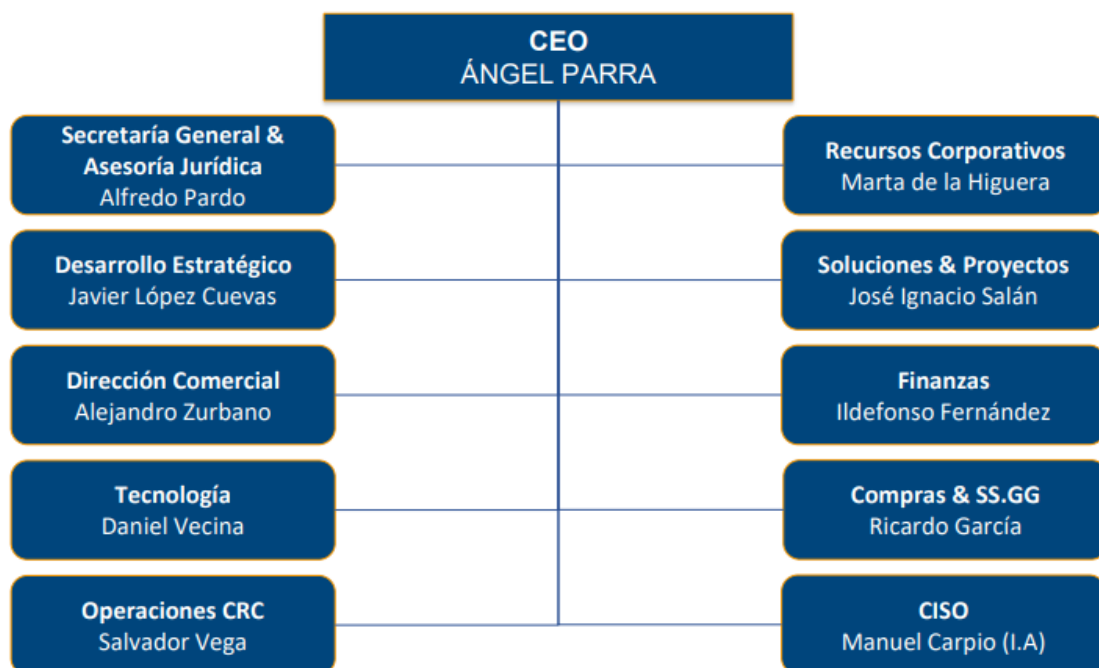 CEO
ÁNGEL PARRA
Secretaría General &
Asesoría Jurídica
Alfredo Pardo
Recursos Corporativos
Marta de la Higuera
Desarrollo Estratégico
Javier López Cuevas
Soluciones & Proyectos
José Ignacio Salán
Dirección Comercial
Alejandro Zurbano
Finanzas
Ildefonso Fernández
Tecnología
Daniel Vecina
Compras & SS.GG
Ricardo García
Operaciones CRC
Salvador Vega
CISO
Manuel Carpio (I.A)